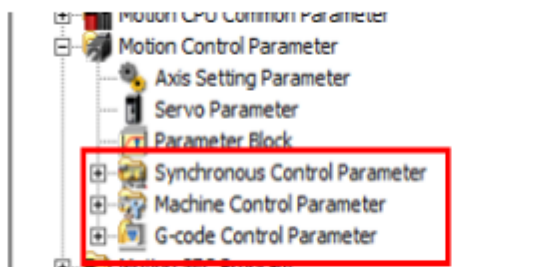 Motion CPU Common Parameter
Motion Control Parameter
Axis Setting Parameter
Servo Parameter
Parameter Block
Synchronous Control Parameter
Machine Control Parameter
G-code Control Parameter